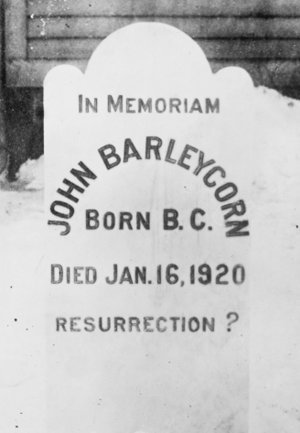 IN MEMORIAM
JOHN BARLEYCORN
BORN B.C.
DIED JAN.16,1920
RESURRECTION ?